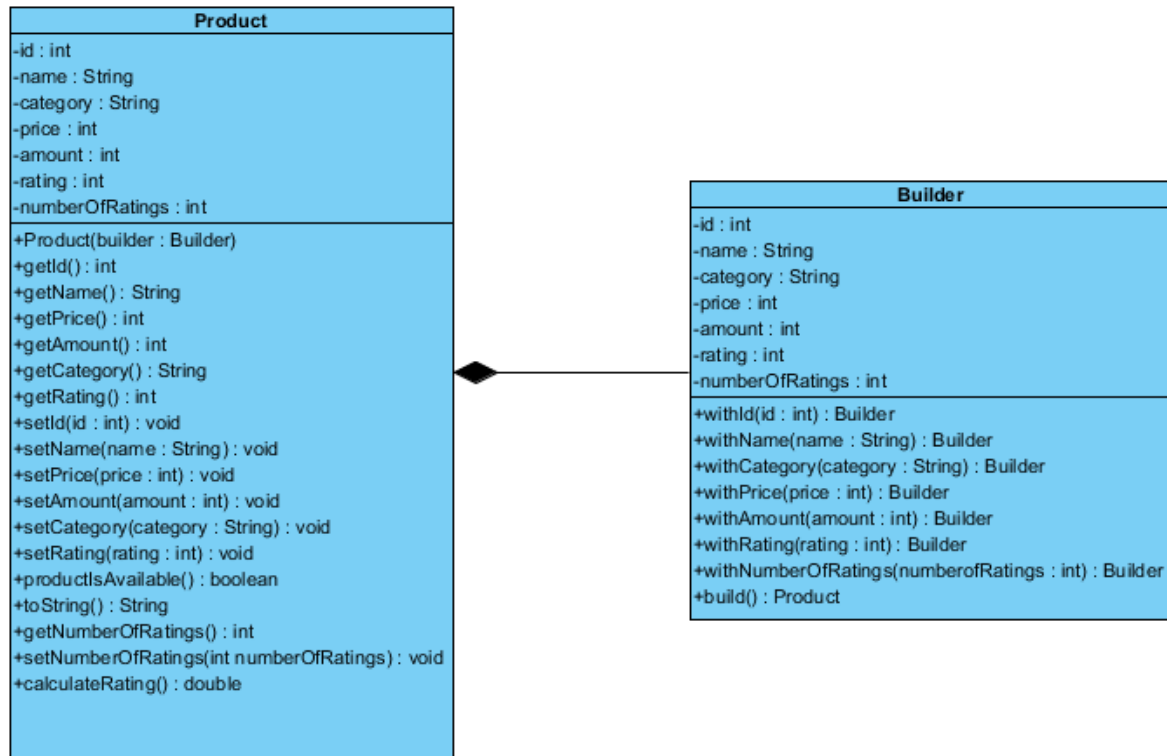 Product
-id : int
-name : String
-category : String
-price : int
-amount : int
-rating : int
-numberOfRatings : int
+Product(builder : Builder)
+getId() : int
+getName() : String
+getPrice() : int
+getAmount() : int
+getCategory() : String
+getRating() : int
+setId(id : int) : void
+setName(name : String) : void
+setPrice(price : int) : void
+setAmount(amount : int) : void
+setCategory(category : String) : void
+setRating(rating : int) : void
+productIsAvailable() : boolean
+toString() : String
+getNumberOfRatings() : int
+setNumberOfRatings(int numberOfRatings) : void
+calculateRating() : double
Builder
-id : int
-name : String
-category : String
-price : int
-amount : int
-rating : int
-numberOfRatings : int
+withId(id : int) : Builder
+withName(name : String) : Builder
+withCategory(category : String) : Builder
+withPrice(price : int) : Builder
+withAmount(amount : int) : Builder
+withRating(rating : int) : Builder
+withNumberOfRatings(numberofRatings : int) : Builder
+build() : Product